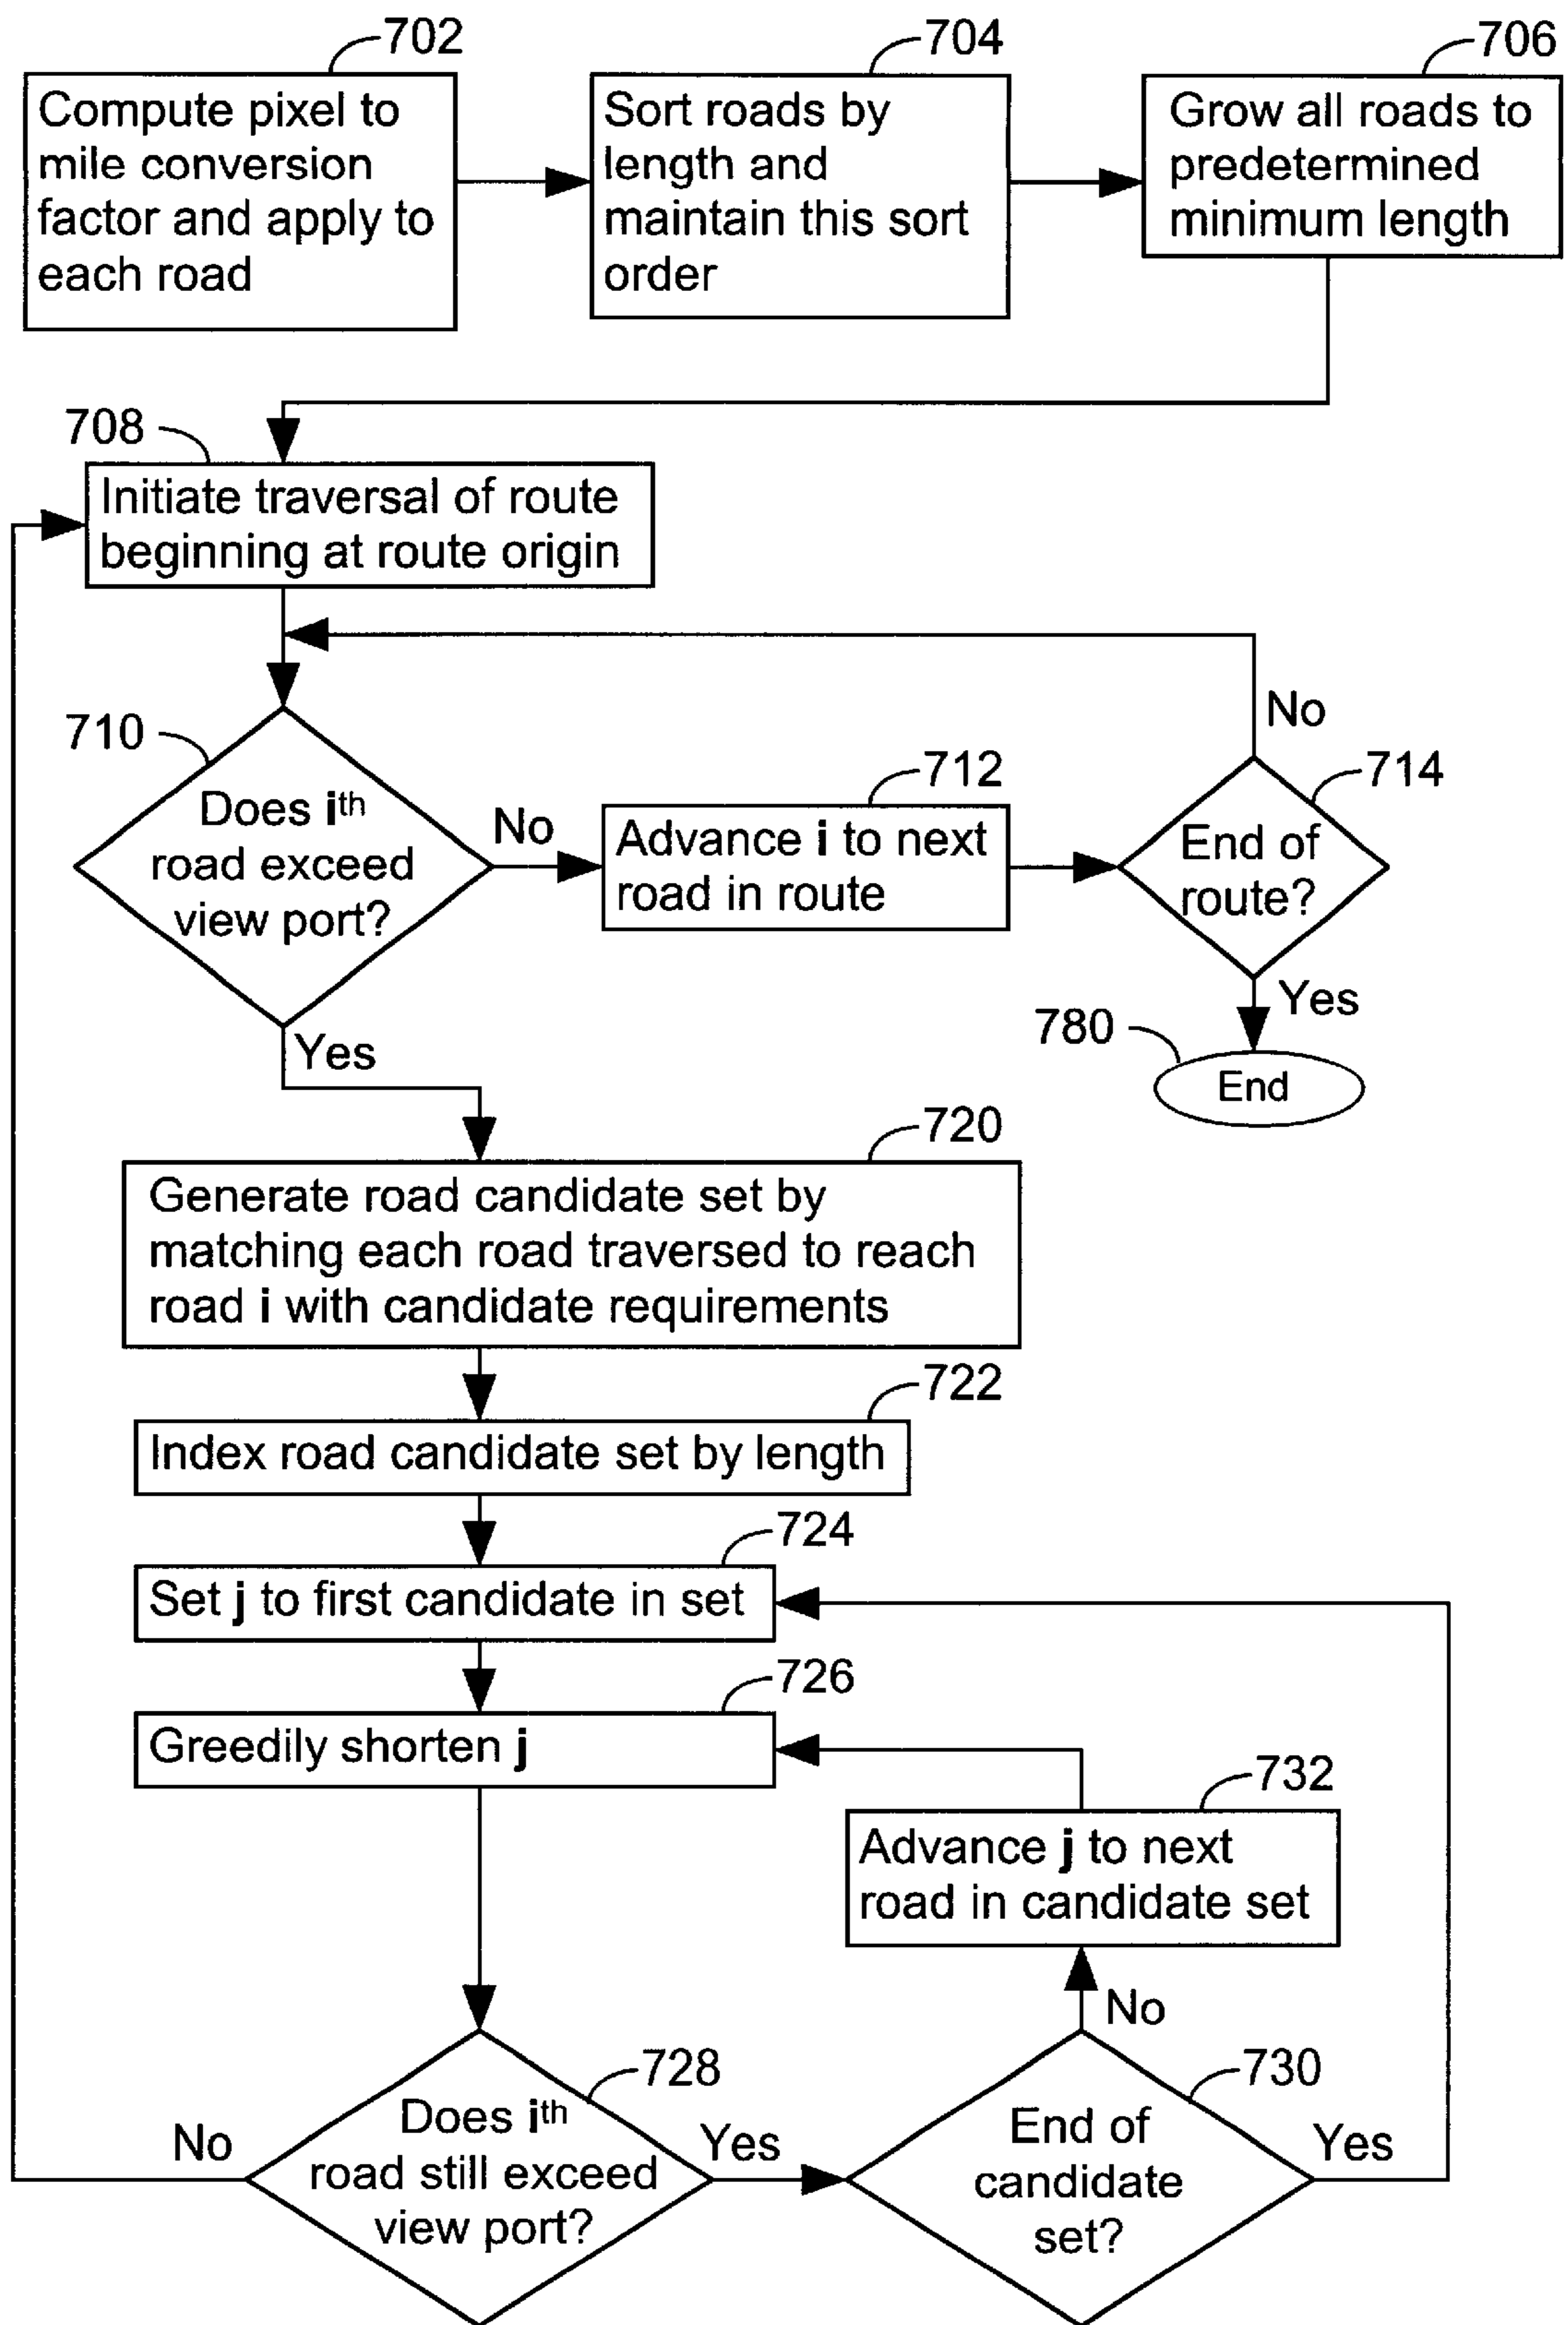 702
Compute pixel to
mile conversion
factor and apply to
each road
704
Sort roads by
length and
maintain this sort
order
706
Grow all roads to
predetermined
minimum length
708
Initiate traversal of route
beginning at route origin
710
Does ith
road exceed
view port?
No
712
Advance i to next
road in route
No
714
End of
route?
Yes
780
End
Yes
720
Generate road candidate set by
matching each road traversed to reach
road i with candidate requirements
722
Index road candidate set by length
724
Set j to first candidate in set
726
Greedily shorten j
732
Advance j to next
road in candidate set
No
728
Does ith
road still exceed
view port?
No
Yes
730
End of
candidate
set?
Yes